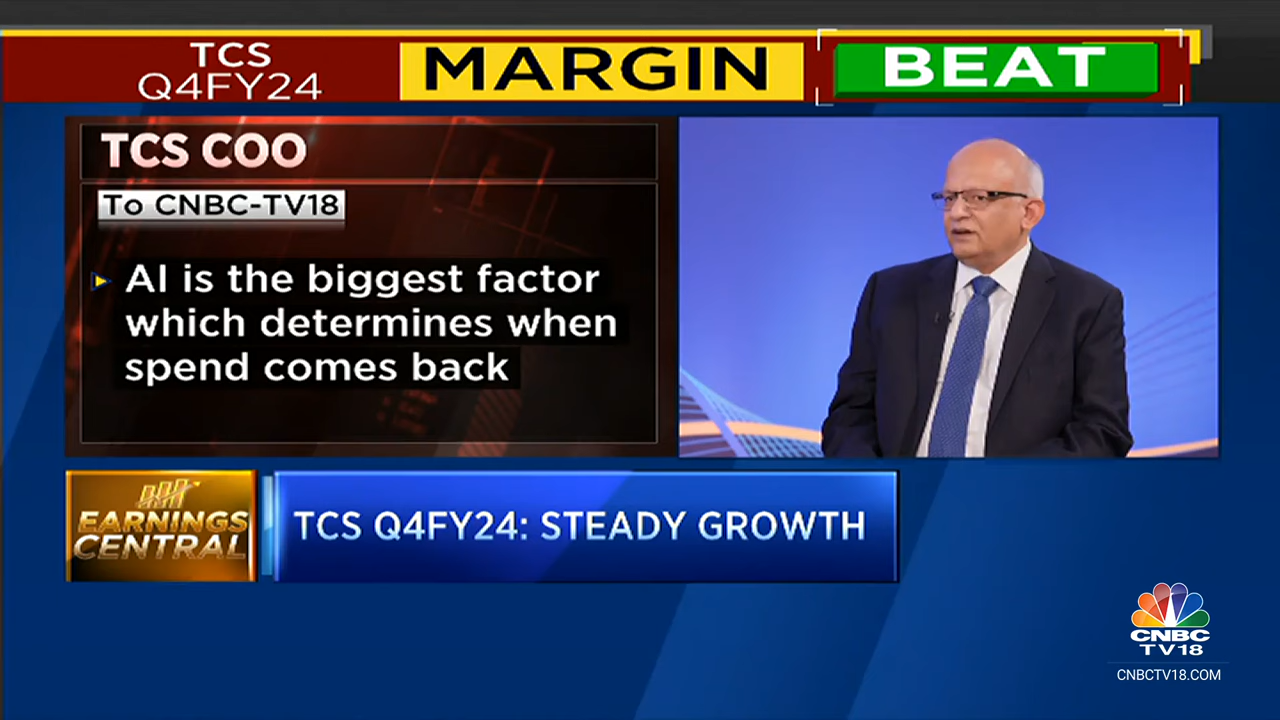 TCS
Q4FY24
MARGIN
BEAT
TCS COO
To CNBC-TV18
AI is the biggest factor
which determines when
spend comes back
EARNINGS
CENTRAL
TCS Q4FY24: STEADY GROWTH
CNBC
TV18
CNBCTV18.COM